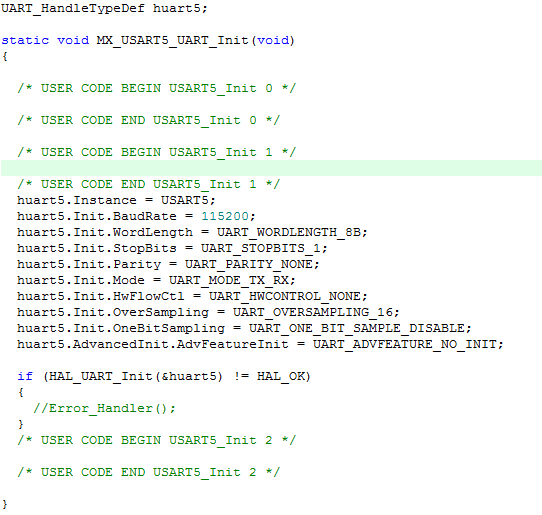 UART_HandleTypeDef huart5;
static void MX_USART5_UART_Init(void)
{
/* USER CODE BEGIN USART5_Init 0 */
/* USER CODE END USART5_Init 0 */
/* USER CODE BEGIN USART5_Init 1 */
/* USER CODE END USART5_Init 1 */
huart5.Instance = USART5;
huart5.Init.BaudRate = 115200;
huart5.Init.WordLength = UART_WORDLENGTH_8B;
huart5.Init.StopBits = UART_STOPBITS_1;
huart5.Init.Parity = UART_PARITY_NONE;
huart5.Init.Mode = UART_MODE_TX_RX;
huart5.Init.HwFlowCtl = UART_HWCONTROL_NONE;
huart5.Init.OverSampling = UART_OVERSAMPLING_16;
huart5.Init.OneBitSampling = UART_ONE_BIT_SAMPLE_DISABLE;
huart5.AdvancedInit.AdvFeatureInit = UART_ADVFEATURE_NO_INIT;
if (HAL_UART_Init(&huart5) != HAL_OK)
{
//Error_Handler();
}
/* USER CODE BEGIN USART5_Init 2 */
/* USER CODE END USART5_Init 2 */
}